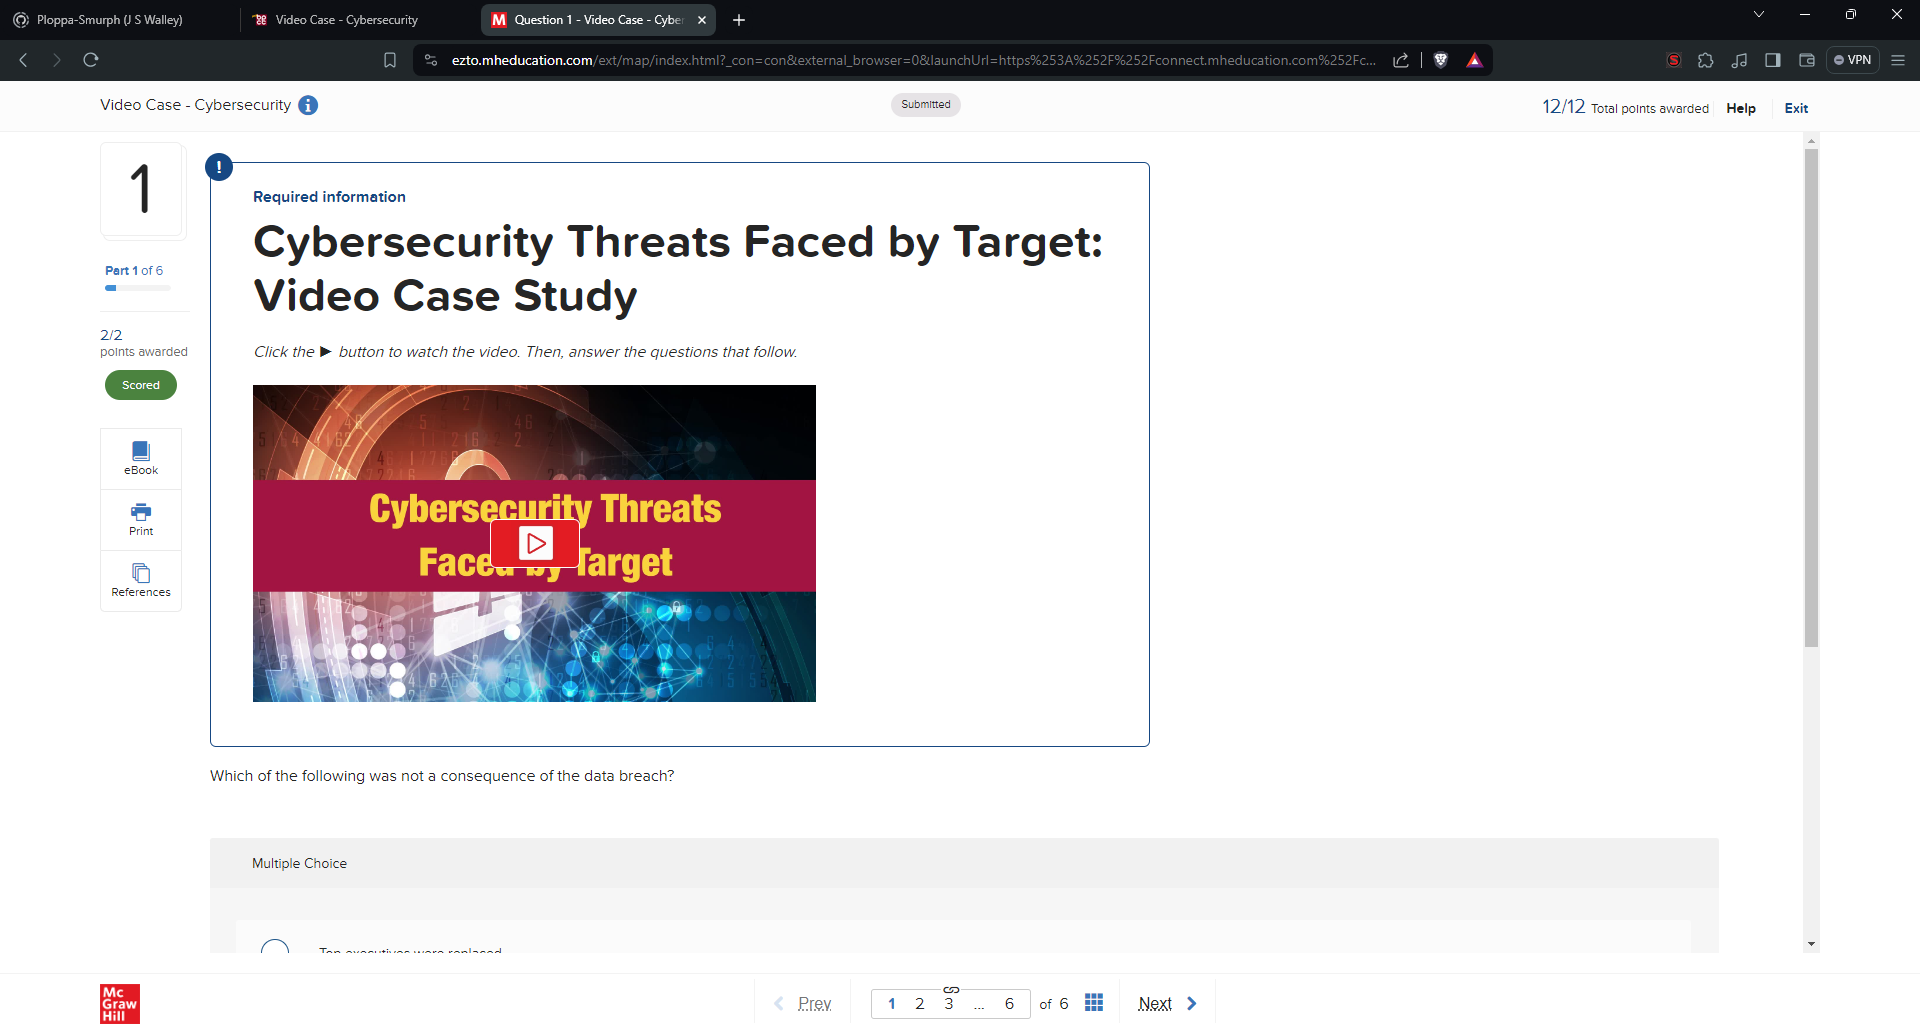 Ploppa-Smurph (J S Walley)
Video Case - Cybersecurity
Question 1 - Video Case - Cyber
ezto.mheducation.com/ext/map/index.html?_con=con&external_browser=0&launchUrl=https%253A%252F%252Fconnect.mheducation.com%252Fc...
VPN
Video Case - Cybersecurity
Submitted
12/12 Total points awarded
Help
Exit
1
Part 1 of 6
2/2
points awarded
Scored
eBook
Print
References
!
Required information
Cybersecurity Threats Faced by Target:
Video Case Study
Click the ► button to watch the video. Then, answer the questions that follow.
Cybersecurity Threats
Faced by Target
Which of the following was not a consequence of the data breach?
Multiple Choice
Top executives were replaced
Mc
Graw
Hill
Prev
1 2 3 ... 6 of 6
Next